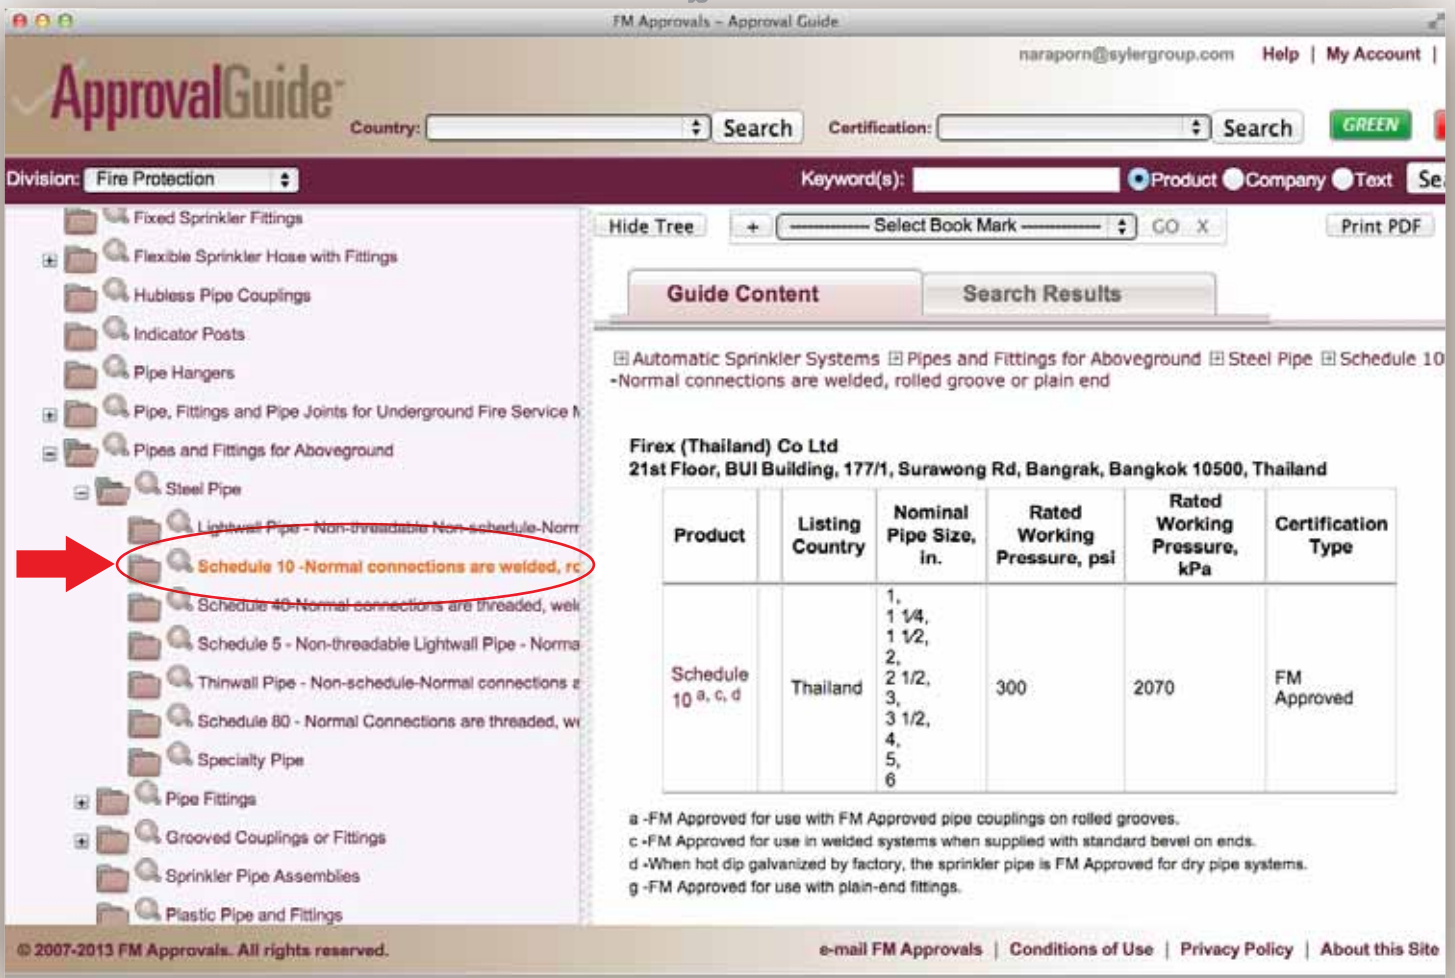 FM Approvals – Approval Guide
naraporn@sylergroup.com Help | My Account |
ApprovalGuide
Country: Search Certification: Search GREEN
Division: Fire Protection Keyword(s): Product Company Text
Fixed Sprinkler Fittings
Flexible Sprinkler Hose with Fittings
Hubless Pipe Couplings
Indicator Posts
Pipe Hangers
Pipe, Fittings and Pipe Joints for Underground Fire Service
Pipes and Fittings for Aboveground
Steel Pipe
Lightwall Pipe - Non-threadable Non-schedule-Norm
Schedule 10 -Normal connections are welded, ro
Schedule 40-Normal connections are threaded, weld
Schedule 5 - Non-threadable Lightwall Pipe - Norma
Thinwall Pipe - Non-schedule-Normal connections a
Schedule 80 - Normal Connections are threaded, we
Specialty Pipe
Pipe Fittings
Grooved Couplings or Fittings
Sprinkler Pipe Assemblies
Plastic Pipe and Fittings
Hide Tree + ------------- Select Book Mark ------------- GO X Print PDF
Guide Content Search Results
Automatic Sprinkler Systems Pipes and Fittings for Aboveground Steel Pipe Schedule 10
-Normal connections are welded, rolled groove or plain end
Firex (Thailand) Co Ltd
21st Floor, BUI Building, 177/1, Surawong Rd, Bangrak, Bangkok 10500, Thailand
Product
Listing
Country
Nominal
Pipe Size,
in.
Rated
Working
Pressure, psi
Rated
Working
Pressure,
kPa
Certification
Type
Schedule
10 a, c, d
Thailand
1,
1 1/4,
1 1/2,
2,
2 1/2,
3,
3 1/2,
4,
5,
6
300
2070
FM
Approved
a -FM Approved for use with FM Approved pipe couplings on rolled grooves.
c -FM Approved for use in welded systems when supplied with standard bevel on ends.
d -When hot dip galvanized by factory, the sprinkler pipe is FM Approved for dry pipe systems.
g -FM Approved for use with plain-end fittings.
© 2007-2013 FM Approvals. All rights reserved.
e-mail FM Approvals | Conditions of Use | Privacy Policy | About this Site